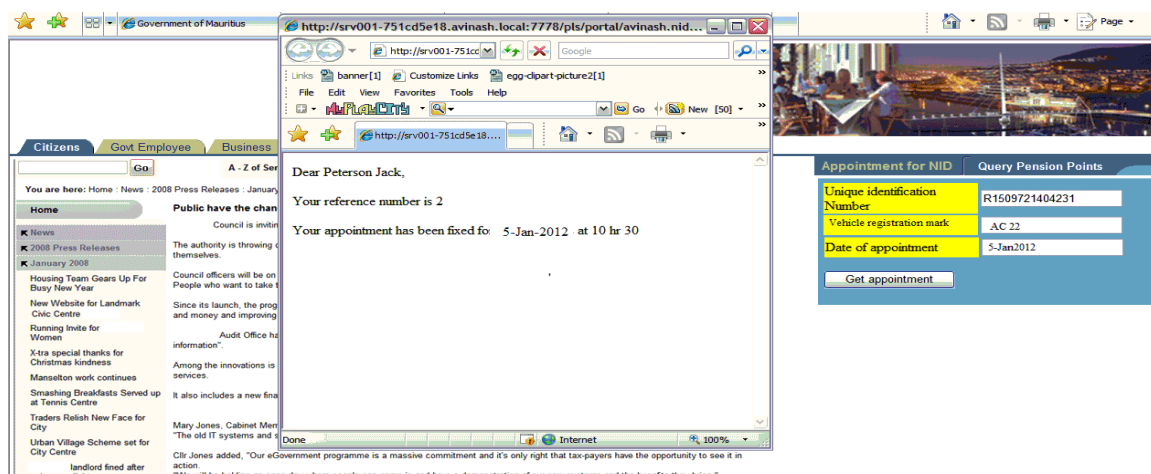 Government of Mauritius
Page
http://srv001-751cd5e18.avinash.local:7778/pls/portal/avinash.nid...
http://srv001-751cc
Google
Links banner[1] Customize Links egg-clipart-picture2[1] »
File Edit View Favorites Tools Help
MyPlayCity Go New [50] »
http://srv001-751cd5e18.... »
Dear Peterson Jack,
Your reference number is 2
Your appointment has been fixed for 5-Jan-2012 at 10 hr 30
Done Internet 100%
Citizens Govt Employee Business
Go A - Z of Ser
You are here: Home : News : 2008 Press Releases : January
Home
News
2008 Press Releases
January 2008
Housing Team Gears Up For
Busy New Year
New Website for Landmark
Civic Centre
Running Invite for
Women
X-tra special thanks for
Christmas kindness
Manselton work continues
Smashing Breakfasts Served up
at Tennis Centre
Traders Relish New Face for
City
Urban Village Scheme set for
City Centre
landlord fined after
Public have the chan
Council is invitin
The authority is throwing
themselves.
Council officers will be on
People who want to take
Since its launch, the prog
and money and improving
Audit Office ha
information".
Among the innovations is
services.
It also includes a new fina
Mary Jones, Cabinet Mem
"The old IT systems and s
Cllr Jones added, "Our eGovernment programme is a massive commitment and it's only right that tax-payers have the opportunity to see it in
action.
Appointment for NID Query Pension Points
Unique identification
Number R1509721404231
Vehicle registration mark AC 22
Date of appointment 5-Jan2012
Get appointment